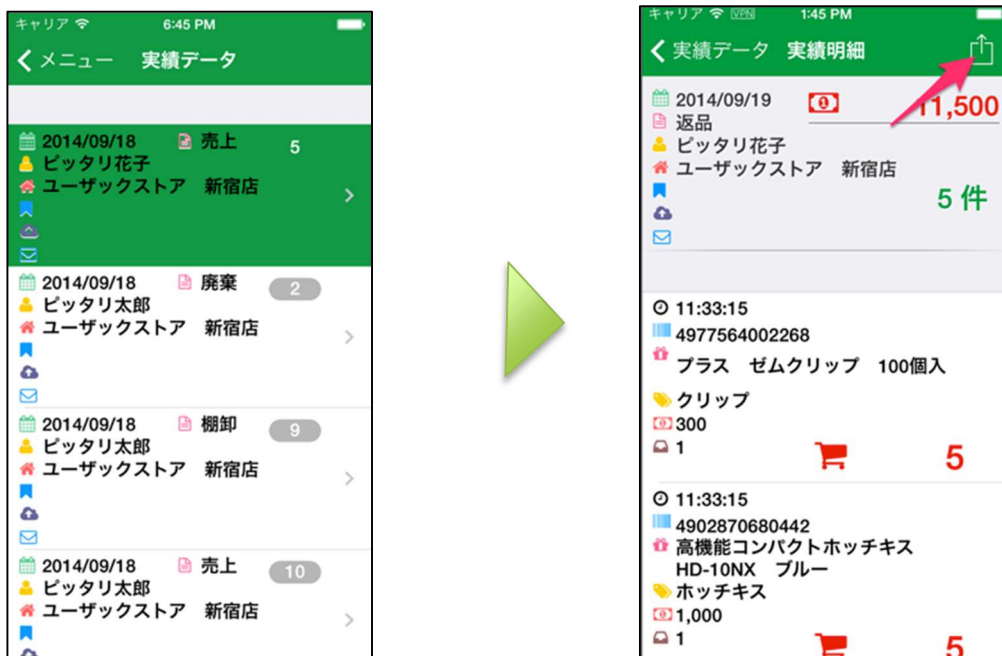 キャリア 6:45 PM
メニュー 実績データ
2014/09/18 売上 5
ピッタリ花子
ユーザックストア 新宿店
2014/09/18 廃棄 2
ピッタリ太郎
ユーザックストア 新宿店
2014/09/18 棚卸 9
ピッタリ太郎
ユーザックストア 新宿店
2014/09/18 売上 10
ピッタリ太郎
ユーザックストア 新宿店
キャリア VPN 1:45 PM
実績データ 実績明細
2014/09/19 11,500
返品
ピッタリ花子
ユーザックストア 新宿店
5 件
11:33:15
4977564002268
プラス ゼムクリップ 100個入
クリップ
300
1 5
11:33:15
4902870680442
高機能コンパクトホッチキス
HD-10NX ブルー
ホッチキス
1,000
1 5